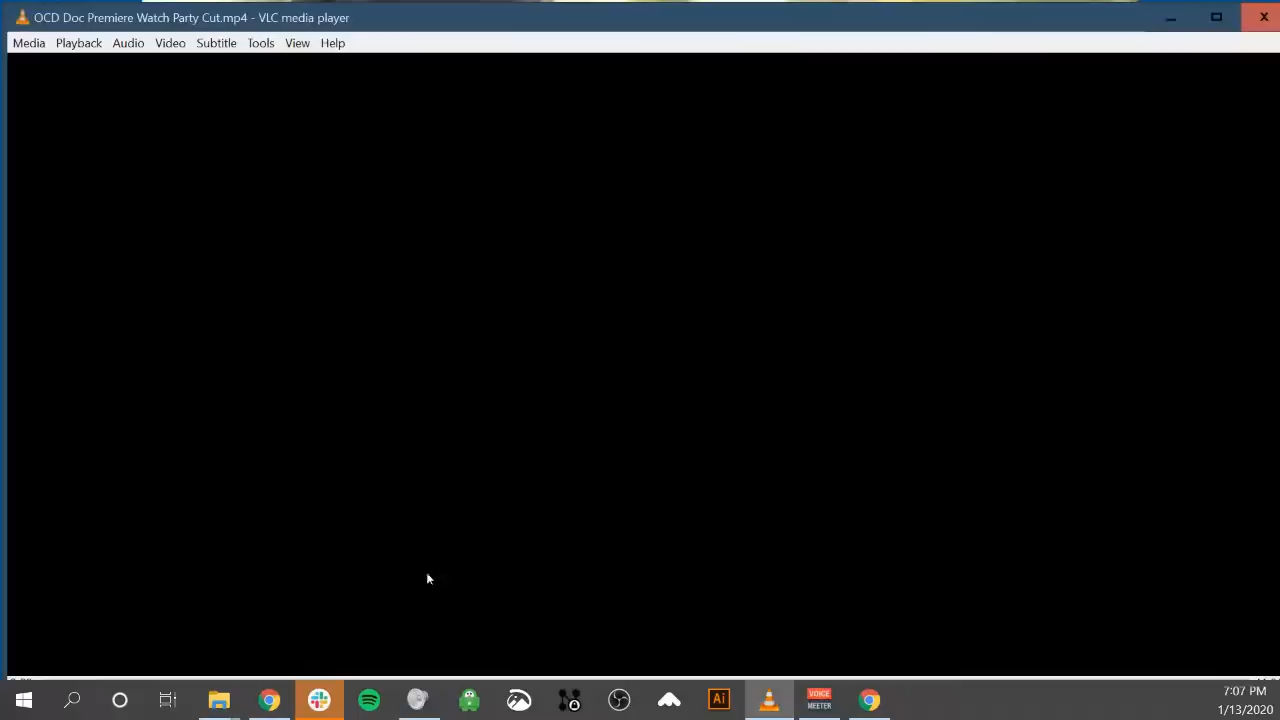 OCD Doc Premiere Watch Party Cut.mp4 - VLC media player
Media Playback Audio Video Subtitle Tools View Help
Ai
VOICE
MEETER
7:07 PM
1/13/2020